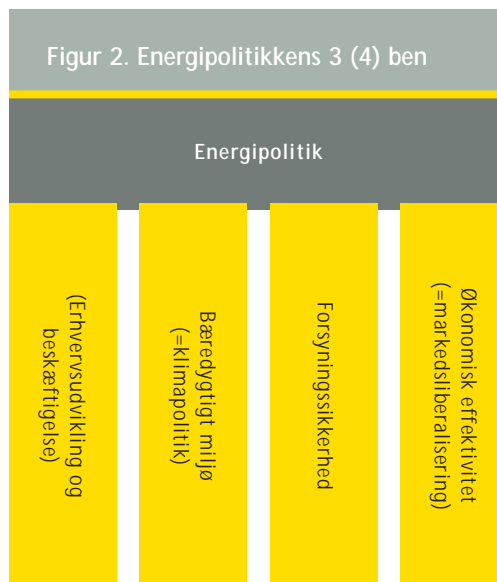 Figur 2. Energipolitikkens 3 (4) ben
Energipolitik
(Erhvervsudvikling og
beskæftigelse)
Bæredygtigt miljø
(=klimapolitik)
Forsyningssikkerhed
Økonomisk effektivitet
(=markedsliberalisering)